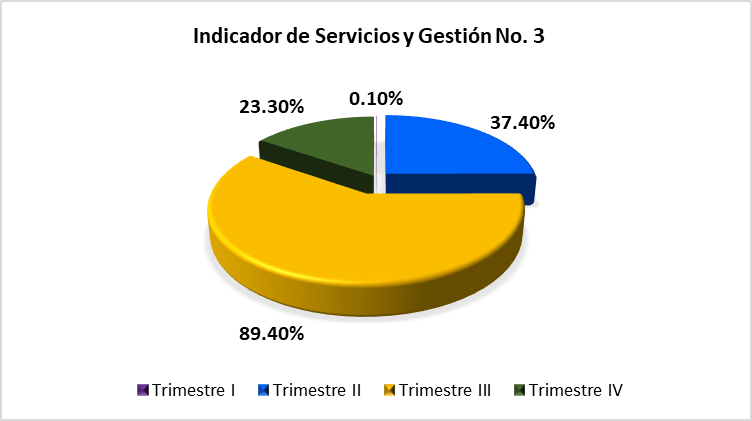 Indicador de Servicios y Gestión No. 3
23.30%
0.10%
37.40%
89.40%
Trimestre I
Trimestre II
Trimestre III
Trimestre IV